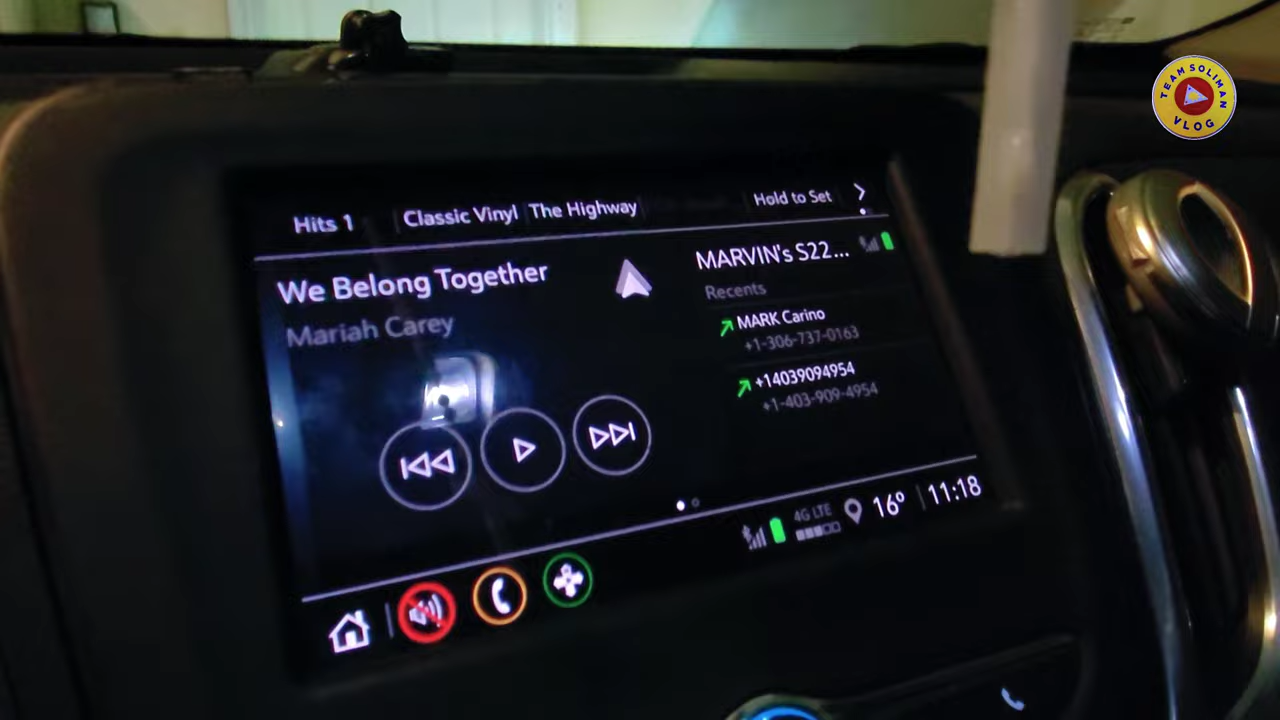 TEAM SOLIMAN
VLOG
Hits 1 Classic Vinyl The Highway Hold to Set
We Belong Together
Mariah Carey
MARVIN's S22...
Recents
MARK Carino
+1-306-737-0163
+14039094954
+1-403-909-4954
4G LTE 16° 11:18